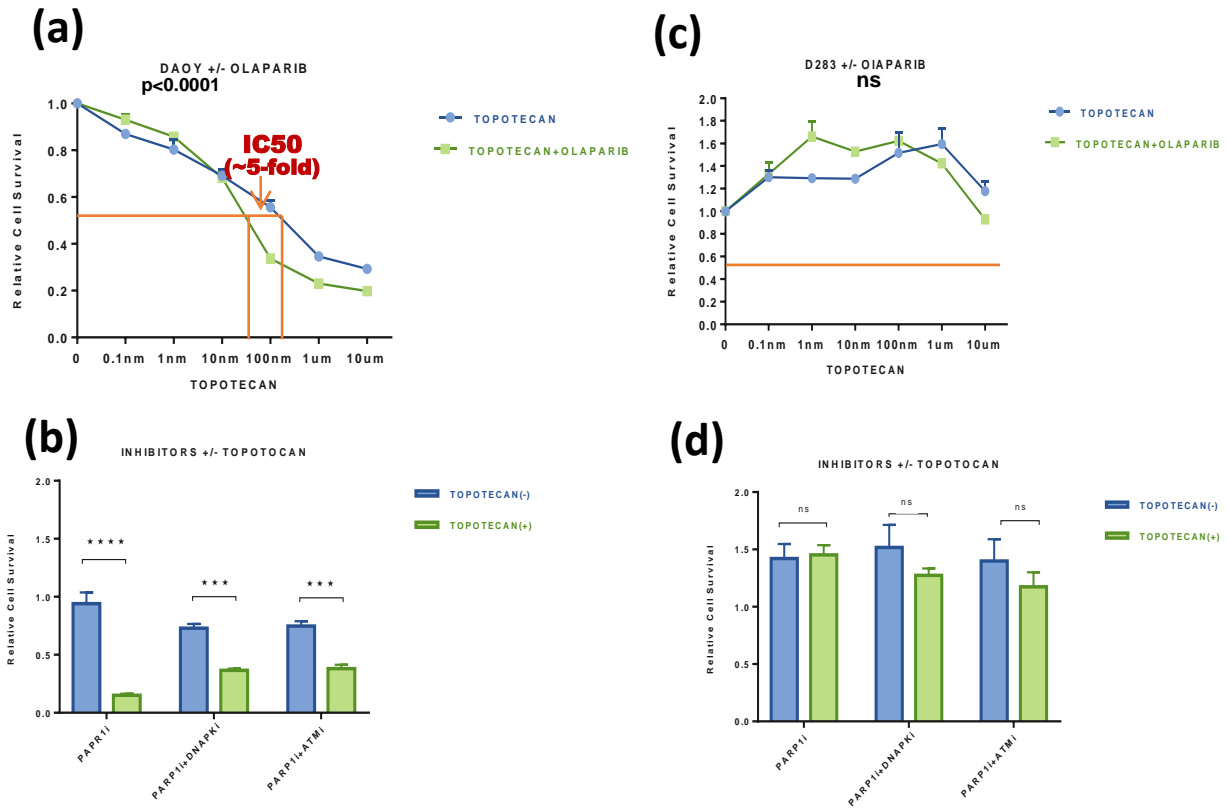 (a)
DAOY +/- OLAPARIB
p<0.0001
Relative Cell Survival
1.0
0.8
0.6
0.4
0.2
0.0
IC50
(~5-fold)
TOPOTECAN
TOPOTECAN+OLAPARIB
0 0.1nm 1nm 10nm 100nm 1um 10um
TOPOTECAN
(c)
D283 +/- OIAPARIB
ns
Relative Cell Survival
2.0
1.8
1.6
1.4
1.2
1.0
0.8
0.6
0.4
0.2
0.0
TOPOTECAN
TOPOTECAN+OLAPARIB
0 0.1nm 1nm 10nm 100nm 1um 10um
TOPOTECAN
(b)
INHIBITORS +/- TOPOTOCAN
Relative Cell Survival
2.0
1.5
1.0
0.5
0.0
****
***
***
TOPOTECAN(-)
TOPOTECAN(+)
PAPR1i
PARP1i+DNAPKi
PARP1i+ATMi
(d)
INHIBITORS +/- TOPOTOCAN
Relative Cell Survival
2.0
1.5
1.0
0.5
0.0
ns
ns
ns
TOPOTECAN(-)
TOPOTECAN(+)
PARP1i
PARP1i+DNAPKi
PARP1i+ATMi